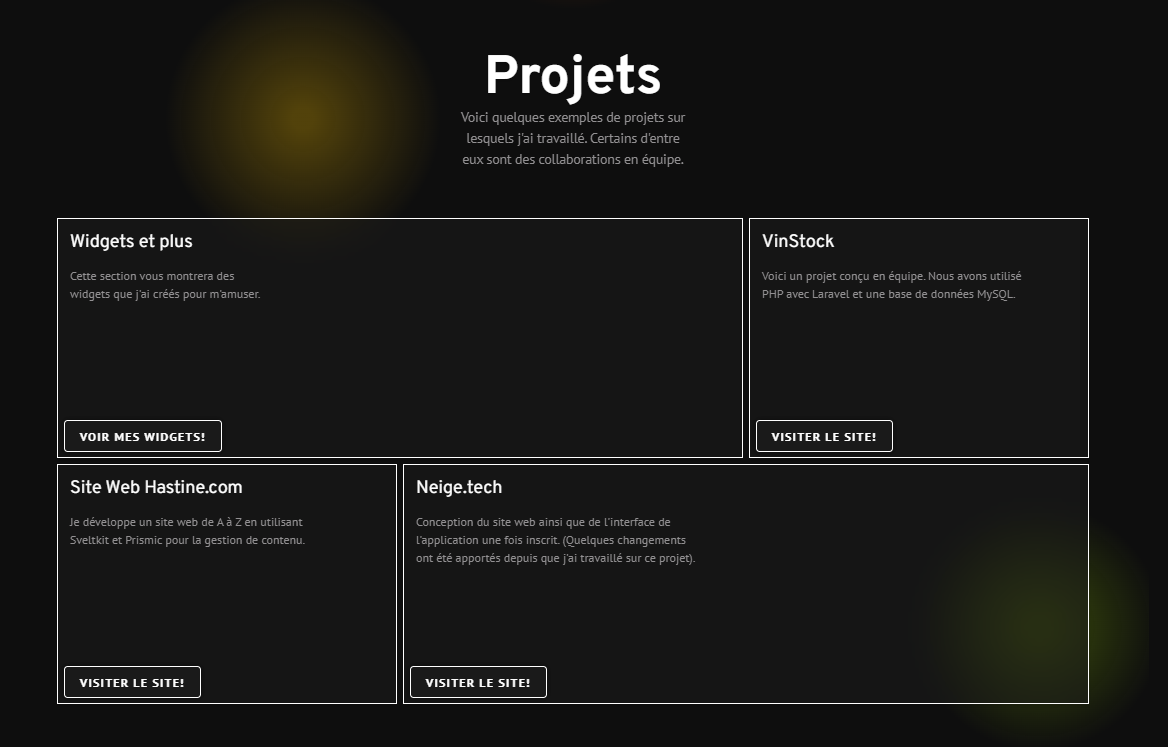 Projets
Voici quelques exemples de projets sur
lesquels j'ai travaillé. Certains d'entre
eux sont des collaborations en équipe.
Widgets et plus
Cette section vous montrera des
widgets que j'ai créés pour m'amuser.
VOIR MES WIDGETS!
VinStock
Voici un projet conçu en équipe. Nous avons utilisé
PHP avec Laravel et une base de données MySQL.
VISITER LE SITE!
Site Web Hastine.com
Je développe un site web de A à Z en utilisant
Sveltkit et Prismic pour la gestion de contenu.
VISITER LE SITE!
Neige.tech
Conception du site web ainsi que de l'interface de
l'application une fois inscrit. (Quelques changements
ont été apportés depuis que j'ai travaillé sur ce projet).
VISITER LE SITE!